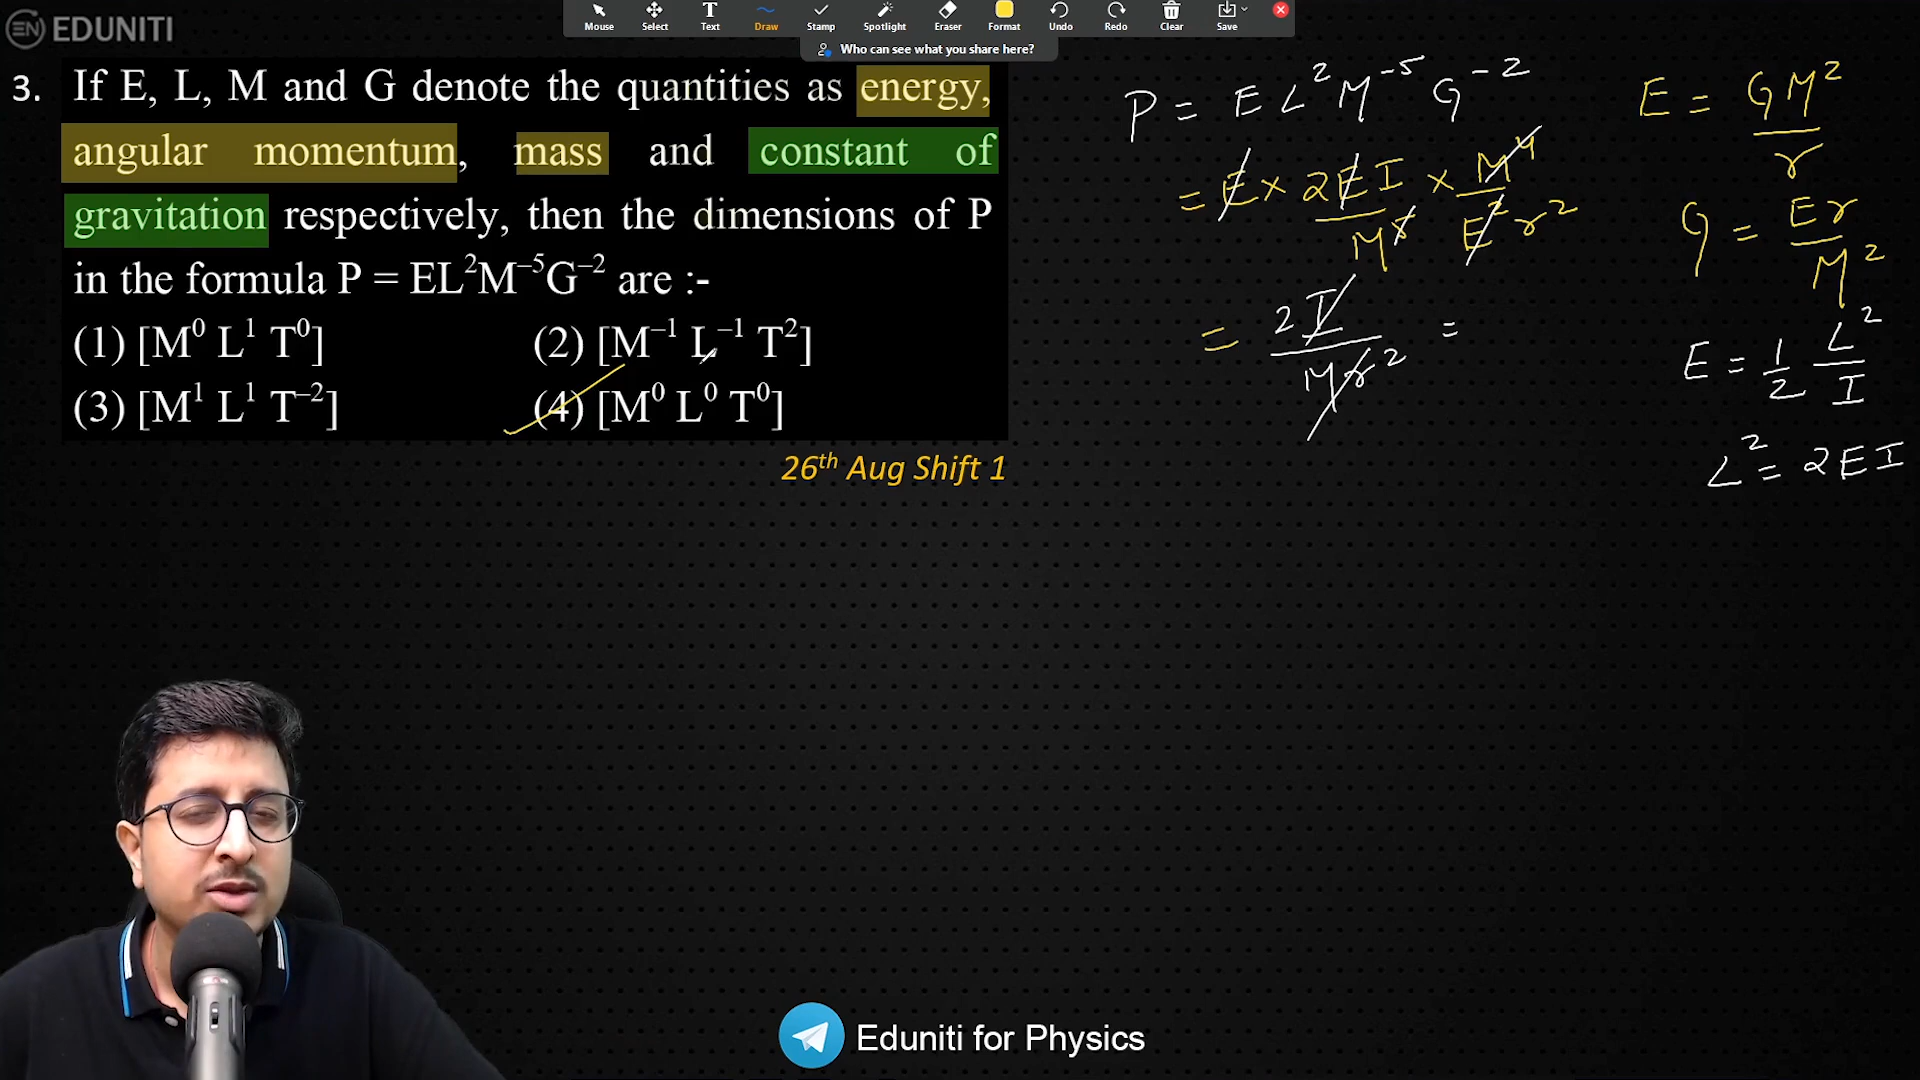 EN EDUNITI
Mouse Select Text Draw Stamp Spotlight Eraser Format Undo Redo Clear Save
Who can see what you share here?
3. If E, L, M and G denote the quantities as energy,
angular momentum, mass and constant of
gravitation respectively, then the dimensions of P
in the formula P = EL²M⁻⁵G⁻² are :-
(1) [M⁰ L¹ T⁰] (2) [M⁻¹ L⁻¹ T²]
(3) [M¹ L¹ T⁻²] (4) [M⁰ L⁰ T⁰]
26th Aug Shift 1
P = E L² M⁻⁵ G⁻²
= E × 2EI/M⁵ × M⁴/E² r²
= 2I/Mr² =
E = GM²/r
G = Er/M²
E = 1/2 L²/I
L² = 2EI
Eduniti for Physics